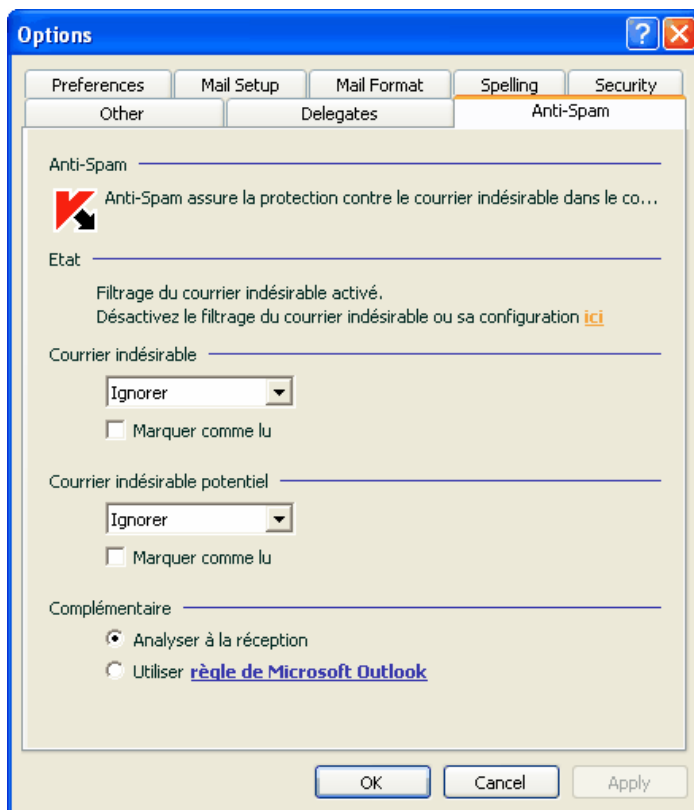 Options
Preferences Mail Setup Mail Format Spelling Security
Other Delegates Anti-Spam
Anti-Spam
Anti-Spam assure la protection contre le courrier indésirable dans le co...
Etat
Filtrage du courrier indésirable activé.
Désactivez le filtrage du courrier indésirable ou sa configuration ici
Courrier indésirable
Ignorer
Marquer comme lu
Courrier indésirable potentiel
Ignorer
Marquer comme lu
Complémentaire
Analyser à la réception
Utiliser règle de Microsoft Outlook
OK Cancel Apply